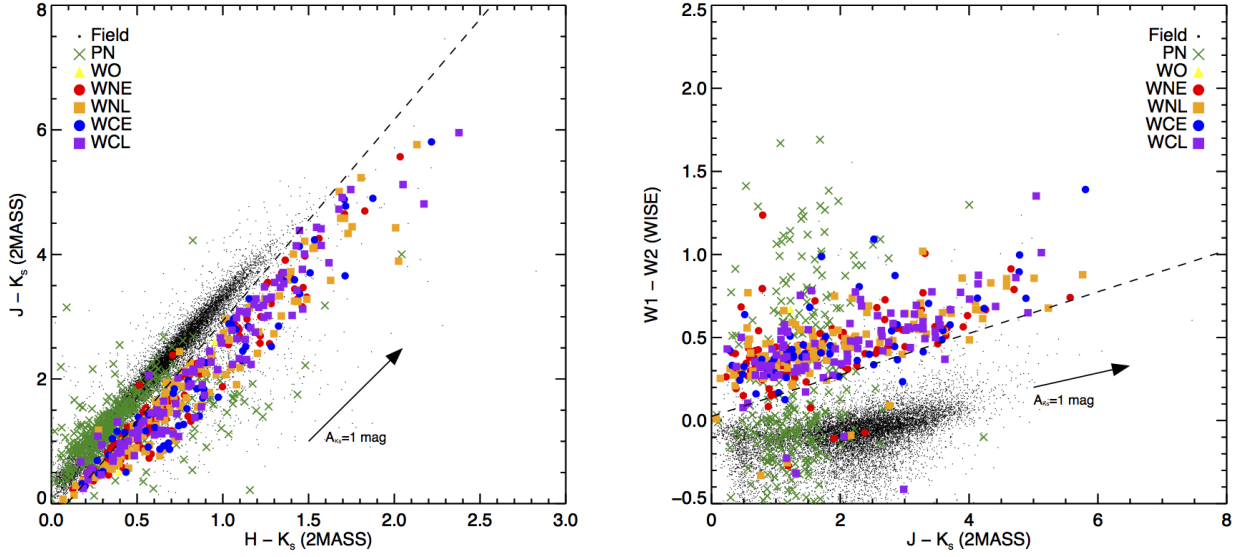 8
6
4
2
0
J – Kₛ (2MASS)
Field
PN
WO
WNE
WNL
WCE
WCL
Aₖₛ=1 mag
0.0 0.5 1.0 1.5 2.0 2.5 3.0
H – Kₛ (2MASS)
2.5
2.0
1.5
1.0
0.5
0.0
−0.5
W1 – W2 (WISE)
Field
PN
WO
WNE
WNL
WCE
WCL
Aₖₛ=1 mag
0 2 4 6 8
J – Kₛ (2MASS)